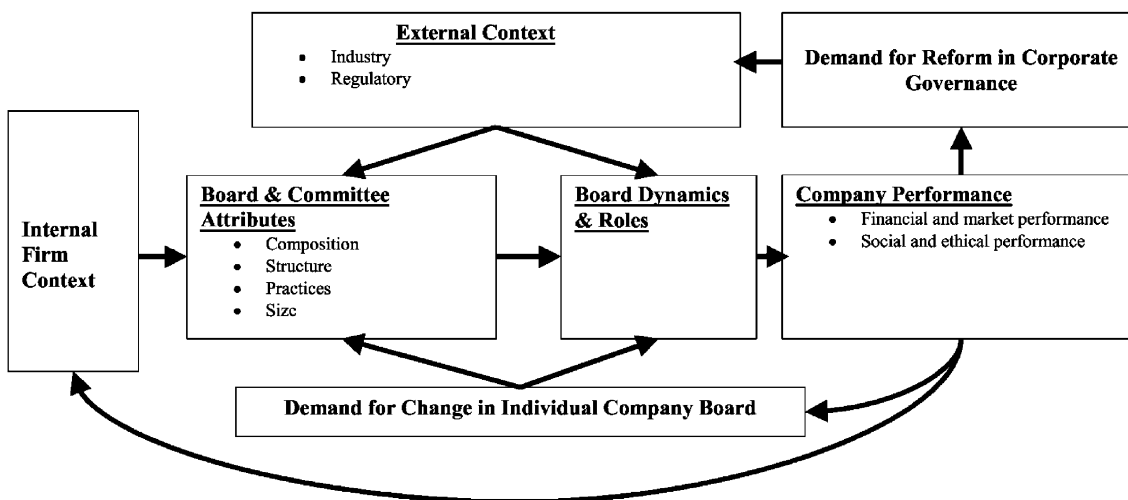 External Context
• Industry
• Regulatory
Demand for Reform in Corporate
Governance
Internal
Firm
Context
Board & Committee
Attributes
• Composition
• Structure
• Practices
• Size
Board Dynamics
& Roles
Company Performance
• Financial and market performance
• Social and ethical performance
Demand for Change in Individual Company Board